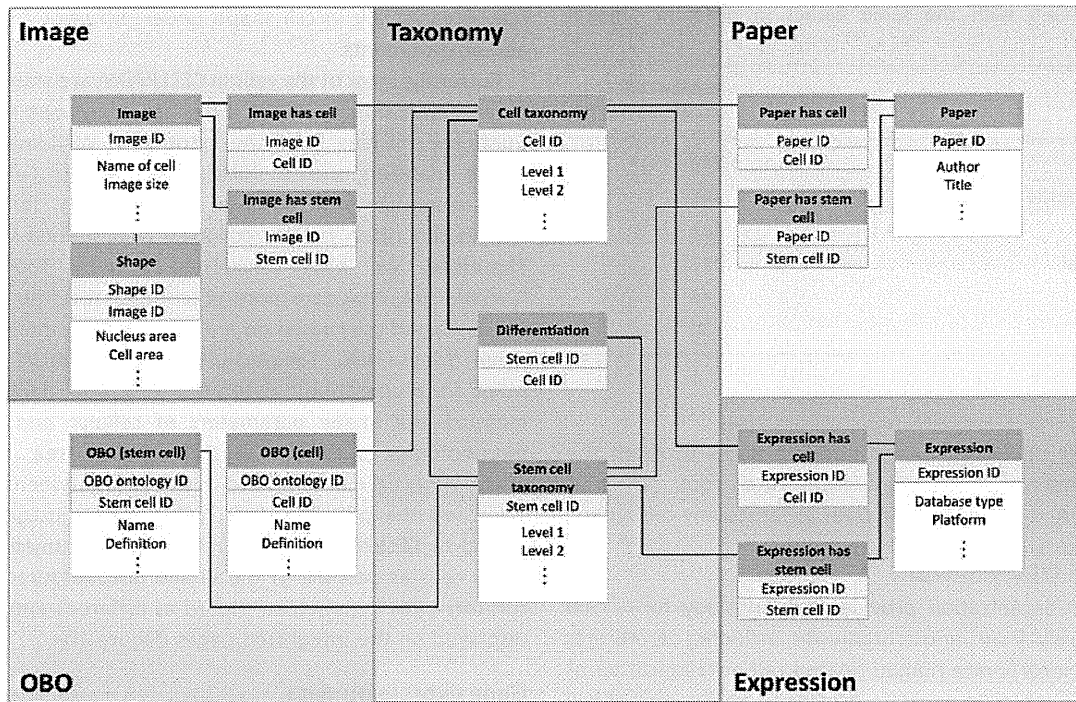 Image
Image
Image ID
Name of cell
Image size
⋮
Shape
Shape ID
Image ID
Nucleus area
Cell area
⋮
Image has cell
Image ID
Cell ID
Image has stem
cell
Image ID
Stem cell ID
Taxonomy
Cell taxonomy
Cell ID
Level 1
Level 2
⋮
Differentiation
Stem cell ID
Cell ID
Stem cell
taxonomy
Stem cell ID
Level 1
Level 2
⋮
Paper
Paper has cell
Paper ID
Cell ID
Paper has stem
cell
Paper ID
Stem cell ID
Paper
Paper ID
Author
Title
⋮
OBO (stem cell)
OBO ontology ID
Stem cell ID
Name
Definition
⋮
OBO (cell)
OBO ontology ID
Cell ID
Name
Definition
⋮
OBO
Expression has
cell
Expression ID
Cell ID
Expression has
stem cell
Expression ID
Stem cell ID
Expression
Expression ID
Database type
Platform
⋮
Expression